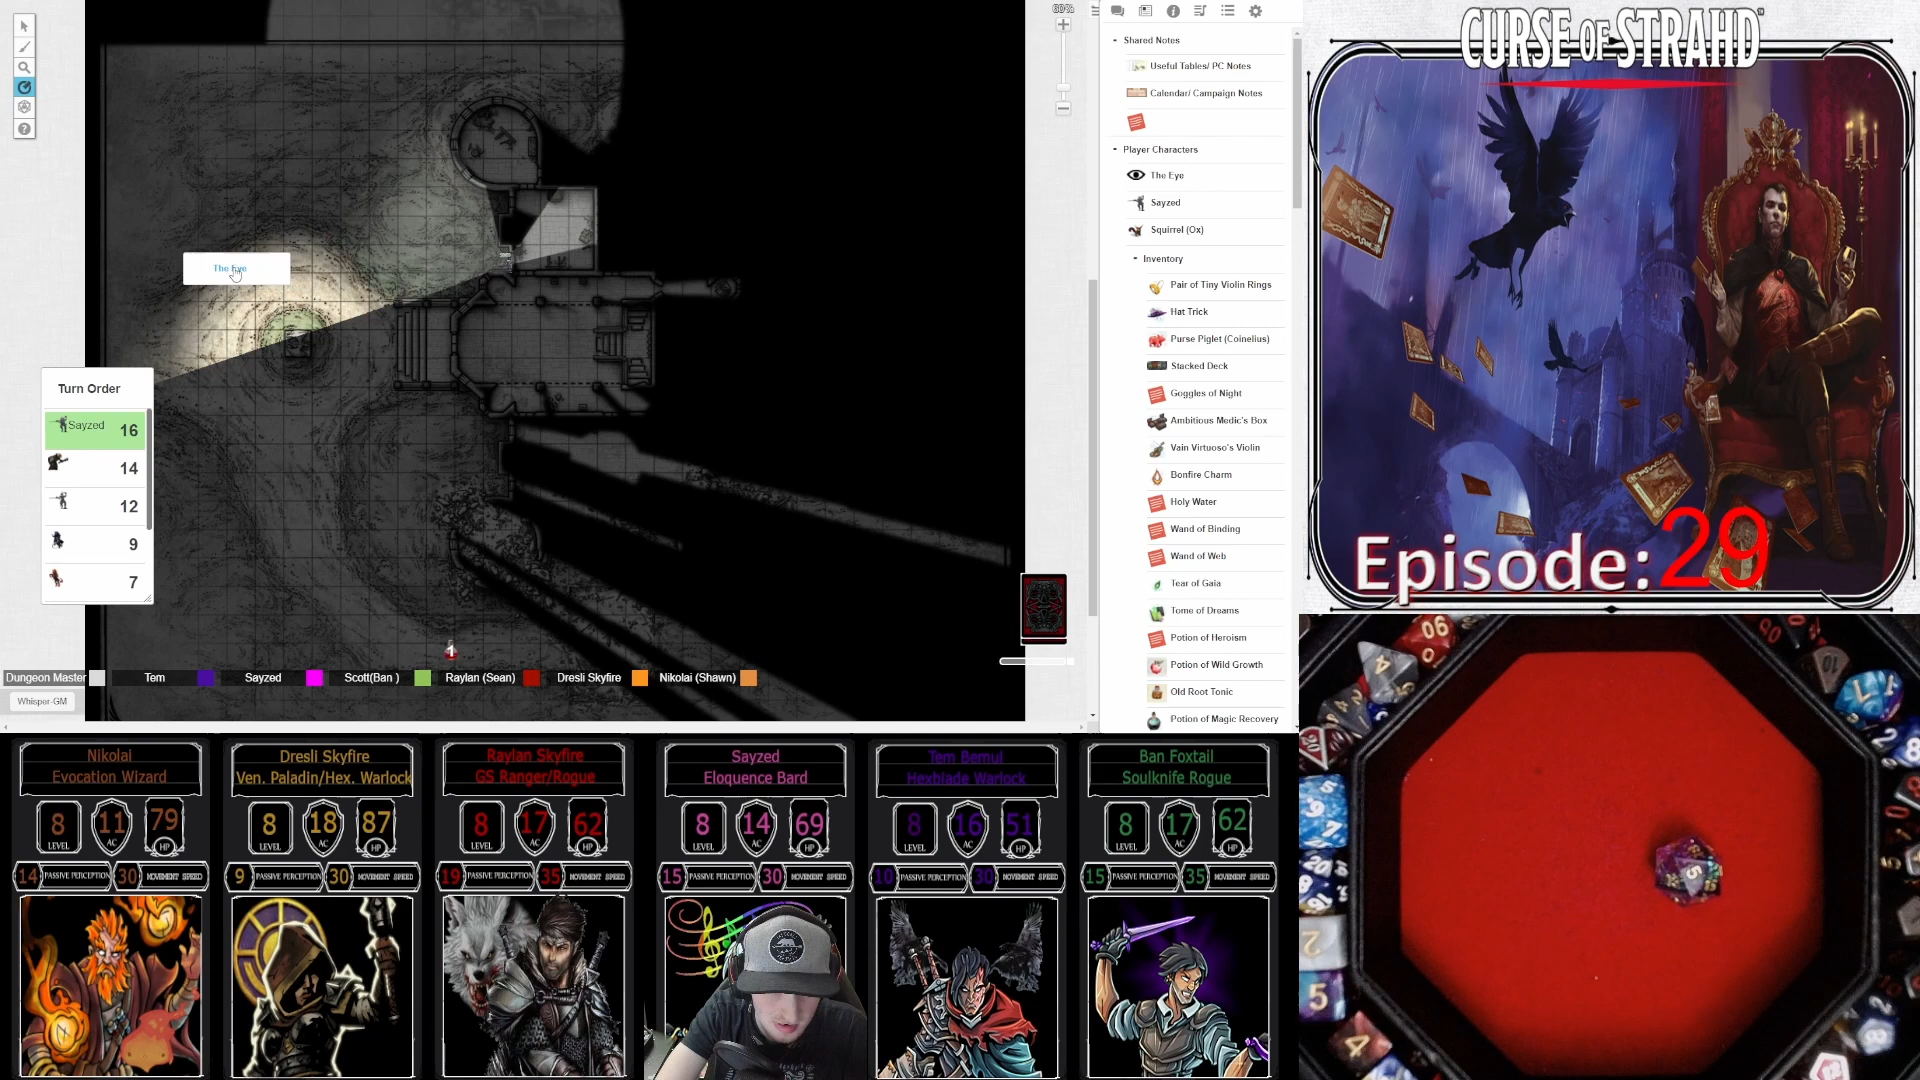 60%
Shared Notes
Useful Tables/ PC Notes
Calendar/ Campaign Notes
Player Characters
The Eye
Sayzed
Squirrel (Ox)
Inventory
Pair of Tiny Violin Rings
Hat Trick
Purse Piglet (Coinelius)
Stacked Deck
Goggles of Night
Ambitious Medic's Box
Vain Virtuoso's Violin
Bonfire Charm
Holy Water
Wand of Binding
Wand of Web
Tear of Gaia
Tome of Dreams
Potion of Heroism
Potion of Wild Growth
Old Root Tonic
Potion of Magic Recovery
The Eye
Turn Order
Sayzed 16
14
12
9
7
1
Dungeon Master
Tem
Sayzed
Scott(Ban )
Raylan (Sean)
Dresli Skyfire
Nikolai (Shawn)
Whisper-GM
CURSE OF STRAHD
Episode: 29
Nikolai
Evocation Wizard
8 11 79
LEVEL AC HP
14 PASSIVE PERCEPTION 30 MOVEMENT SPEED
Dresli Skyfire
Ven. Paladin/Hex. Warlock
8 18 87
LEVEL AC HP
9 PASSIVE PERCEPTION 30 MOVEMENT SPEED
Raylan Skyfire
GS Ranger/Rogue
8 17 62
LEVEL AC HP
19 PASSIVE PERCEPTION 35 MOVEMENT SPEED
Sayzed
Eloquence Bard
8 14 69
LEVEL AC HP
15 PASSIVE PERCEPTION 30 MOVEMENT SPEED
Tem Bemul
Hexblade Warlock
8 16 51
LEVEL AC HP
10 PASSIVE PERCEPTION 30 MOVEMENT SPEED
Ban Foxtail
Soulknife Rogue
8 17 62
LEVEL AC HP
15 PASSIVE PERCEPTION 35 MOVEMENT SPEED